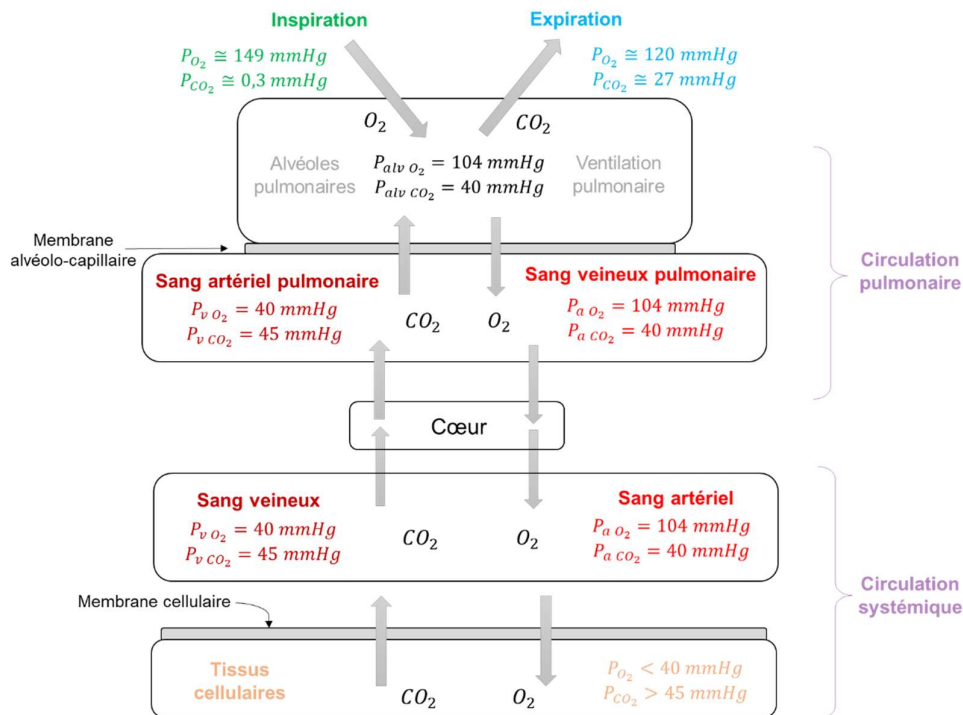 Inspiration
P_{O_2} ≅ 149 mmHg
P_{CO_2} ≅ 0,3 mmHg
Expiration
P_{O_2} ≅ 120 mmHg
P_{CO_2} ≅ 27 mmHg
O_2
CO_2
Alvéoles
pulmonaires
P_{alv O_2} = 104 mmHg
P_{alv CO_2} = 40 mmHg
Ventilation
pulmonaire
Membrane
alvéolo-capillaire
Sang artériel pulmonaire
P_{v O_2} = 40 mmHg
P_{v CO_2} = 45 mmHg
CO_2
O_2
Sang veineux pulmonaire
P_{a O_2} = 104 mmHg
P_{a CO_2} = 40 mmHg
Circulation
pulmonaire
Cœur
Sang veineux
P_{v O_2} = 40 mmHg
P_{v CO_2} = 45 mmHg
CO_2
O_2
Sang artériel
P_{a O_2} = 104 mmHg
P_{a CO_2} = 40 mmHg
Circulation
systémique
Membrane cellulaire
Tissus
cellulaires
CO_2
O_2
P_{O_2} < 40 mmHg
P_{CO_2} > 45 mmHg